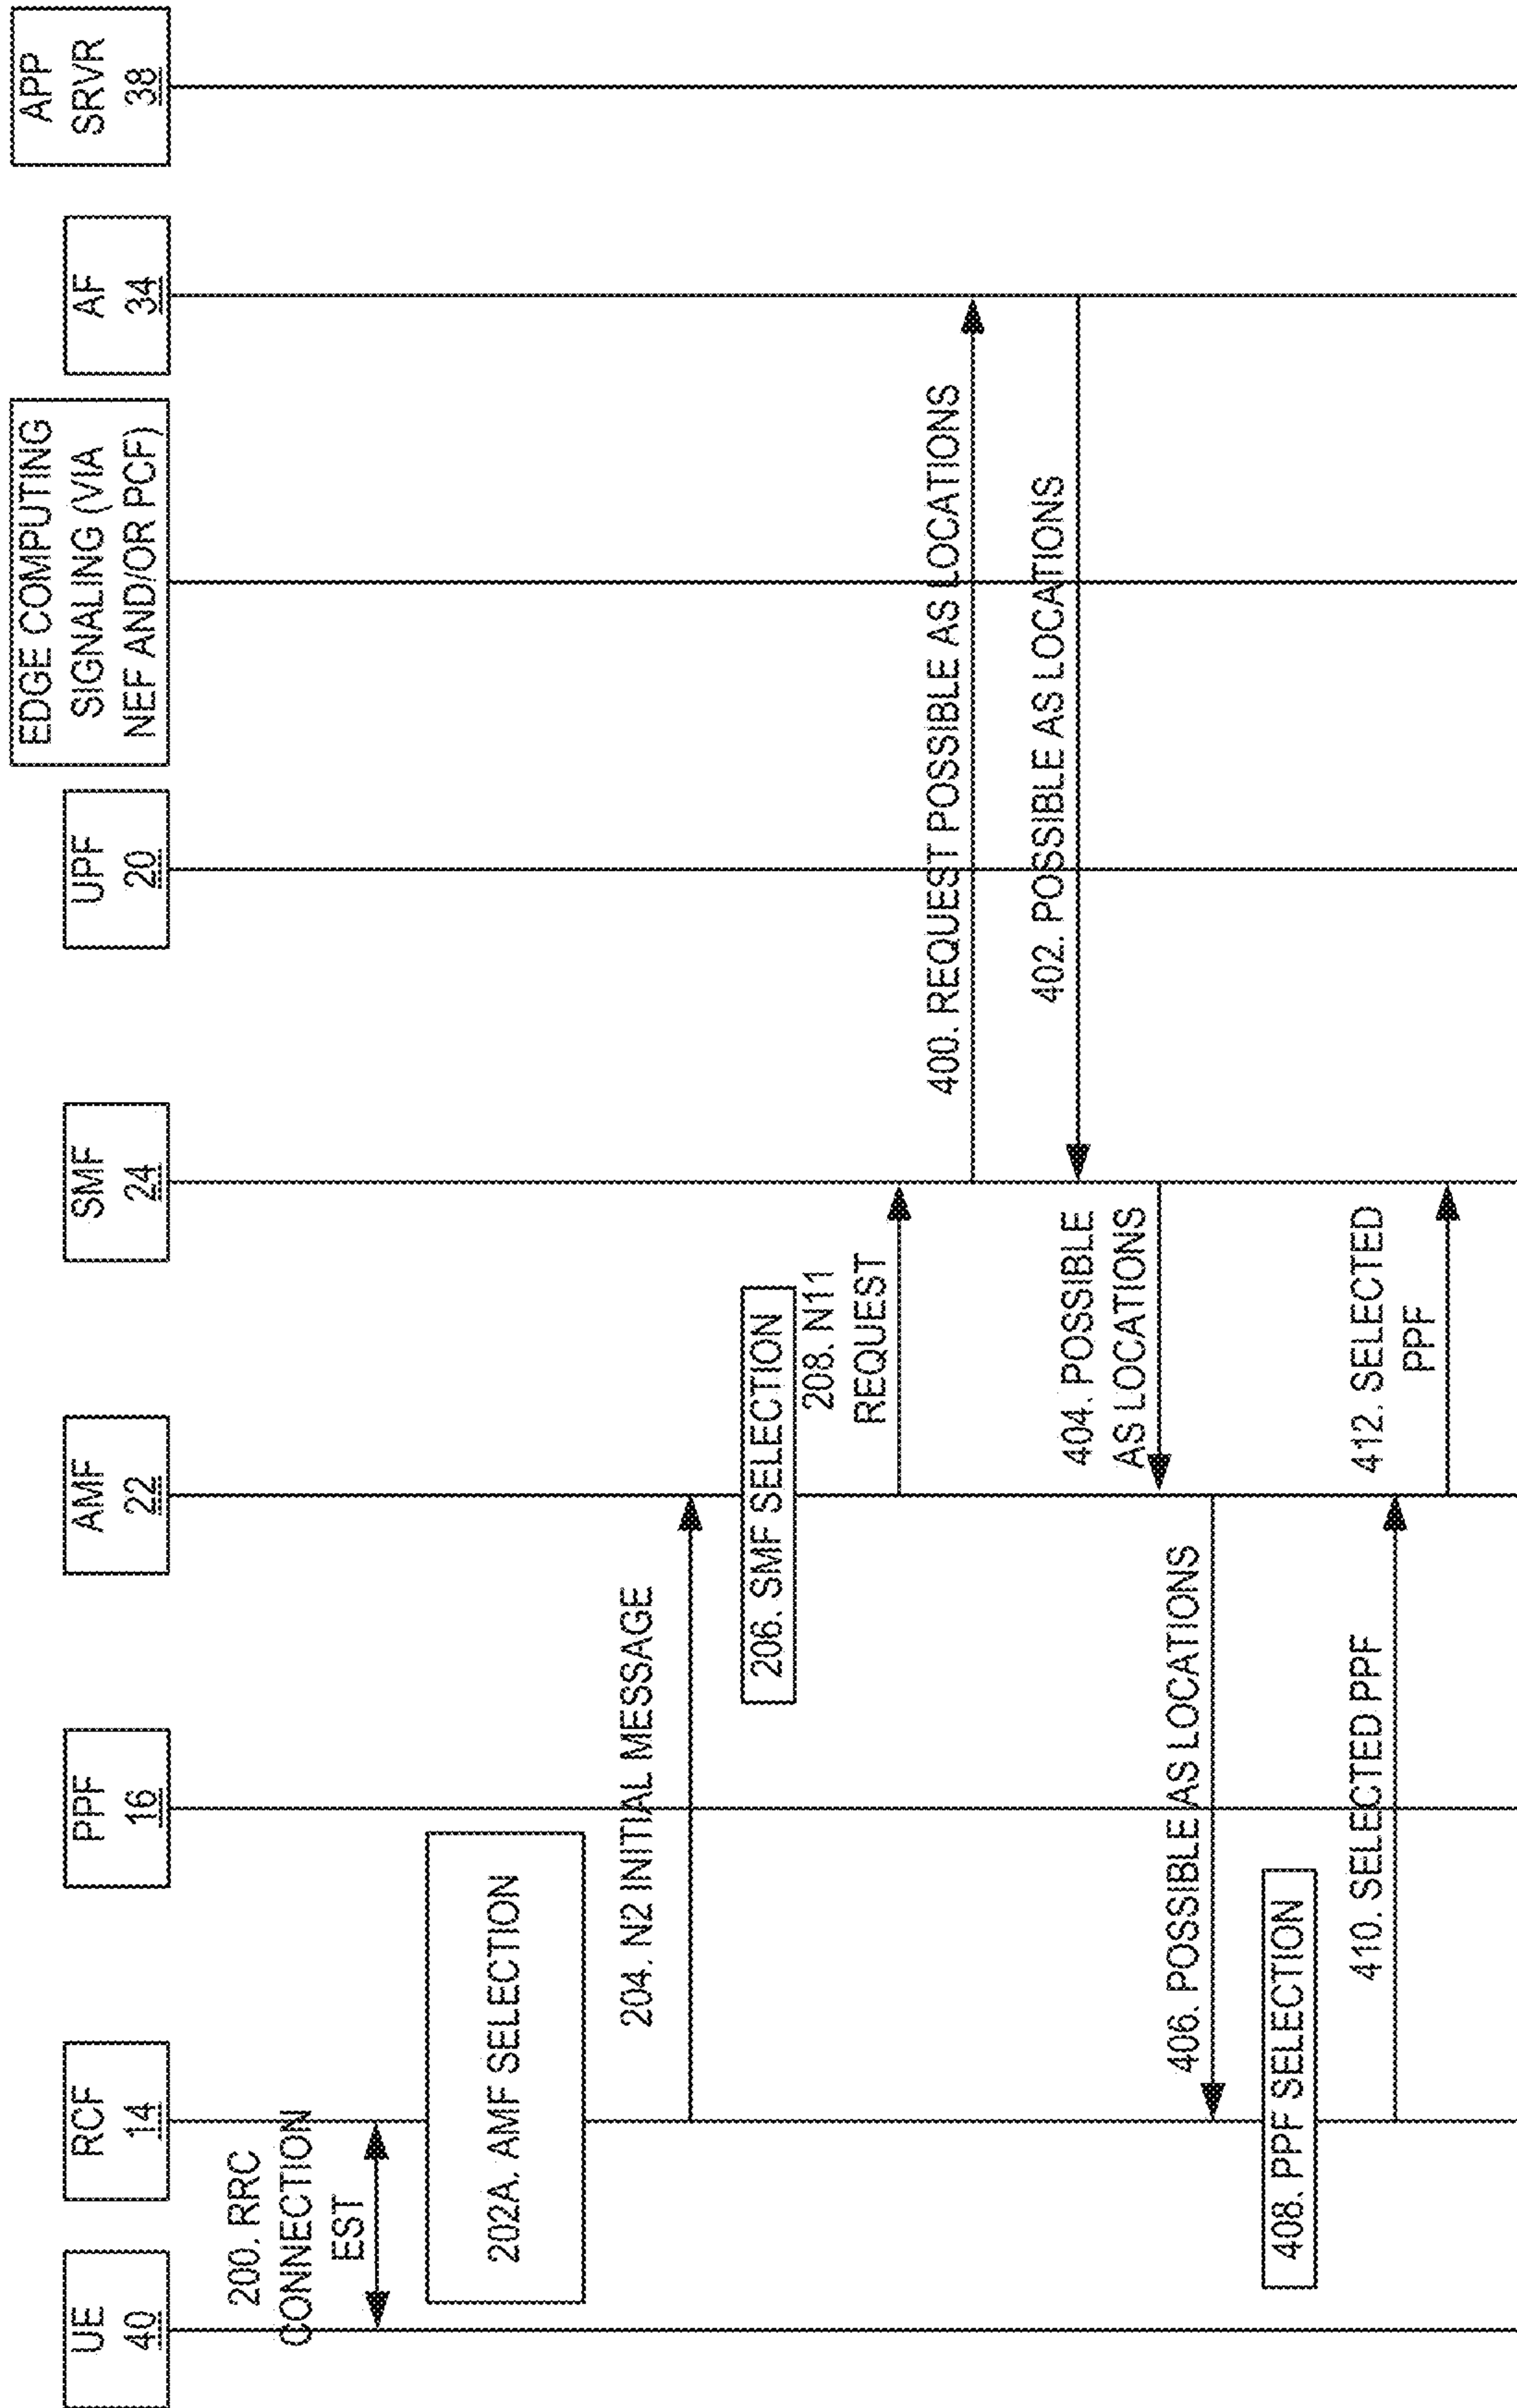 UE
40
RCF
14
PPF
16
AMF
22
SMF
24
UPF
20
EDGE COMPUTING
SIGNALING (VIA
NEF AND/OR PCF)
AF
34
APP
SRVR
38
200. RRC
CONNECTION
EST
202A. AMF SELECTION
204. N2 INITIAL MESSAGE
206. SMF SELECTION
208. N11
REQUEST
400. REQUEST POSSIBLE AS LOCATIONS
402. POSSIBLE AS LOCATIONS
404. POSSIBLE
AS LOCATIONS
406. POSSIBLE AS LOCATIONS
408. PPF SELECTION
410. SELECTED PPF
412. SELECTED
PPF